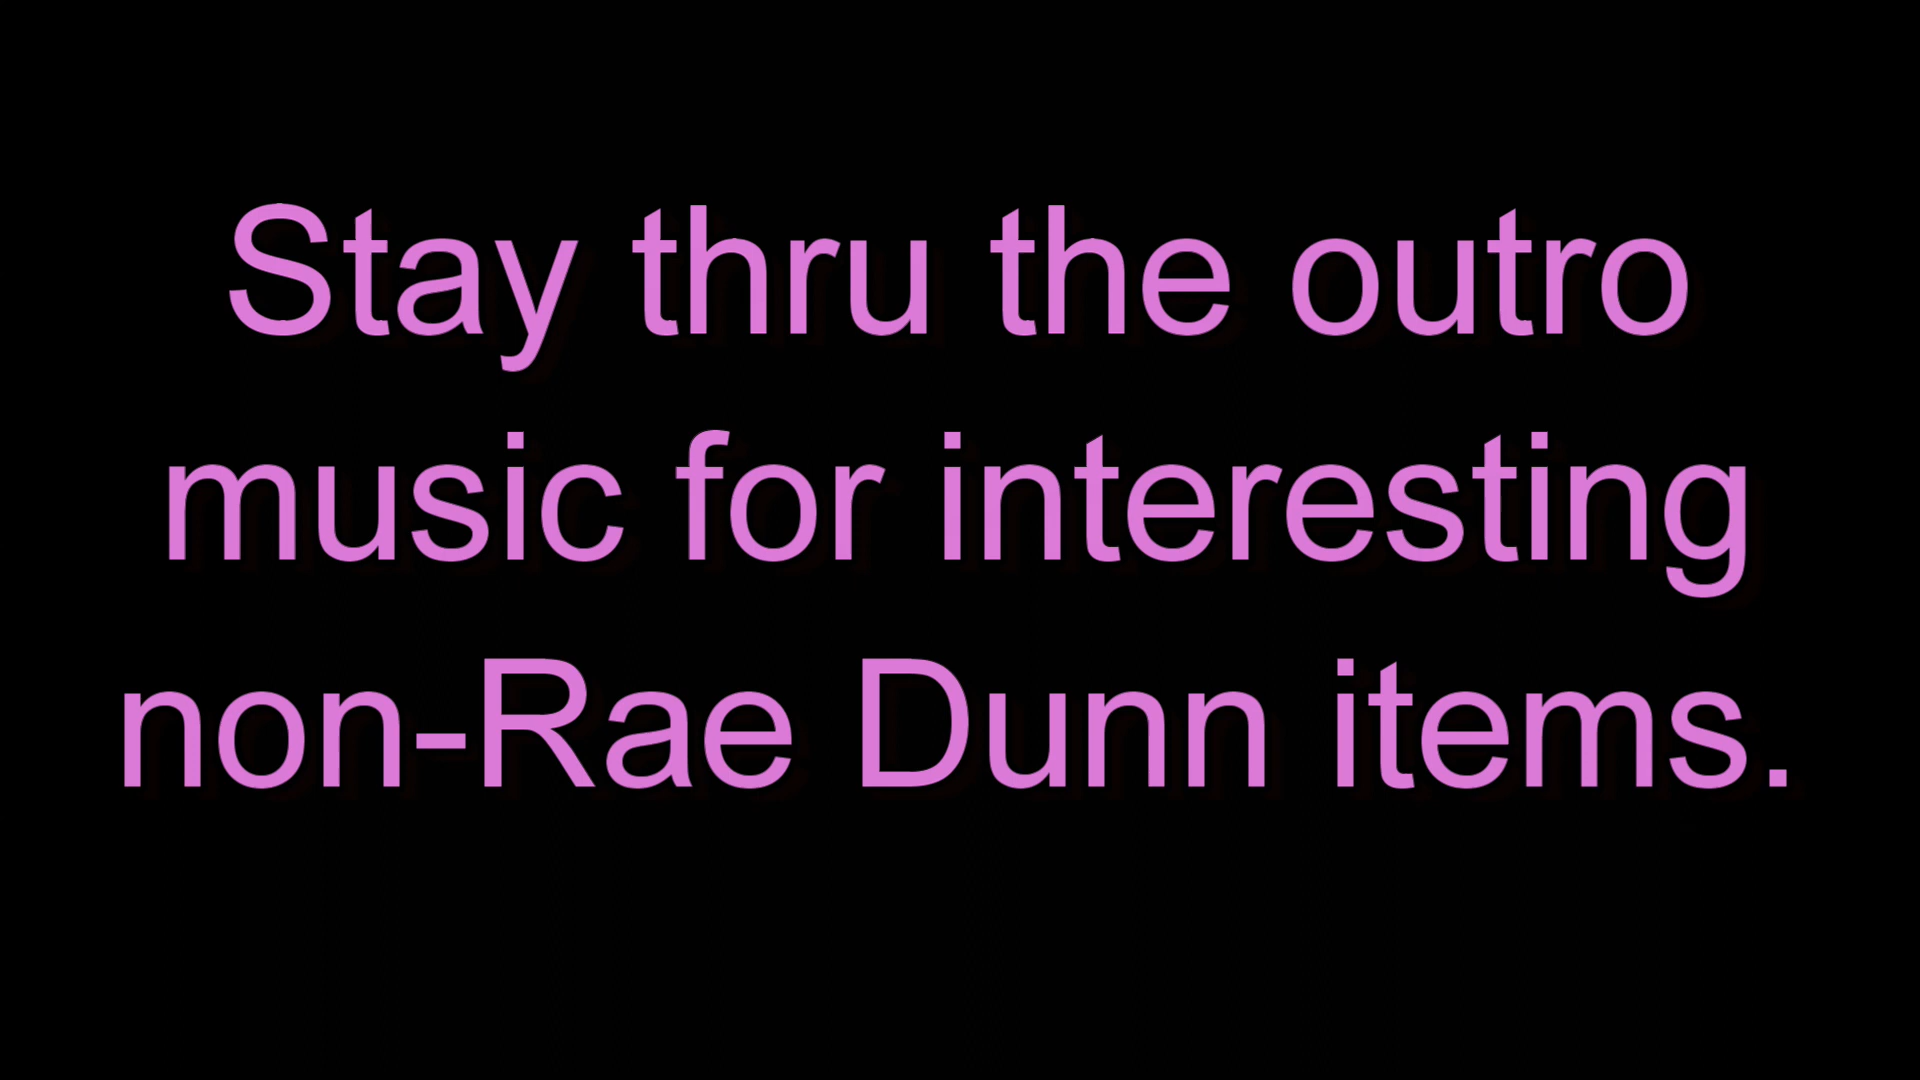 Stay thru the outro
music for interesting
non-Rae Dunn items.